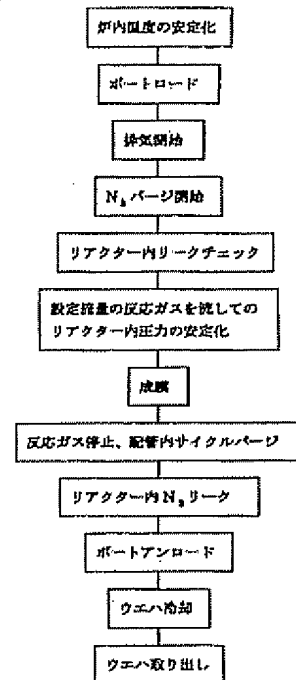 炉内温度の安定化
ボートロード
排気開始
N₂パージ開始
リアクター内リークチェック
設定流量の反応ガスを流しての
リアクター内圧力の安定化
成膜
反応ガス停止、配管内サイクルパージ
リアクター内N₂リーク
ボートアンロード
ウエハ冷却
ウエハ取り出し